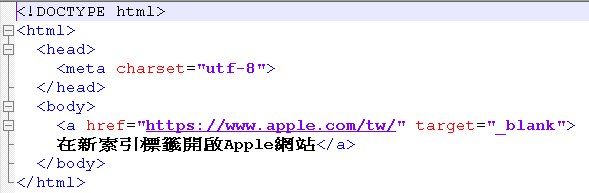 <!DOCTYPE html>
<html>
<head>
<meta charset="utf-8">
</head>
<body>
<a href="https://www.apple.com/tw/" target="_blank">
在新索引標籤開啟Apple網站</a>
</body>
</html>